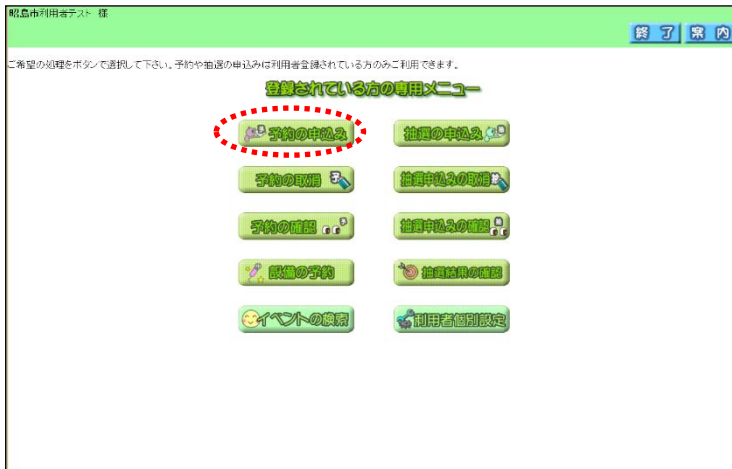 昭島市利用者テスト 様
終了 案内
ご希望の処理をボタンで選択して下さい。予約や抽選の申込みは利用者登録されている方のみご利用できます。
登録されている方の専用メニュー
予約の申込み 抽選の申込み
予約の取消 抽選申込みの取消
予約の確認 抽選申込みの確認
設備の予約 抽選結果の確認
イベントの検索 利用者個別設定